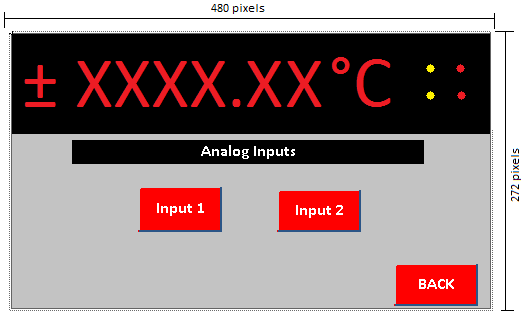 480 pixels
± XXXX.XX°C
Analog Inputs
Input 1
Input 2
BACK
272 pixels